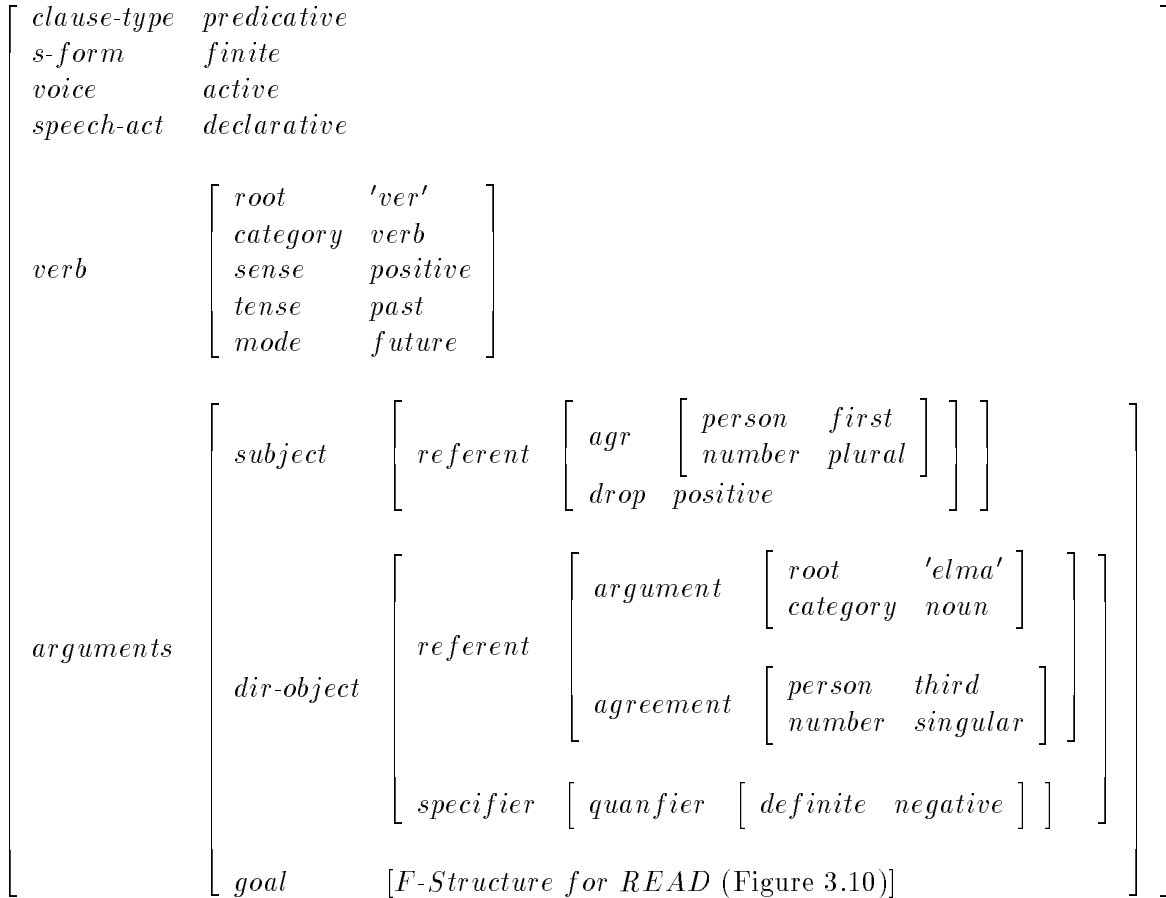 clause-type predicative
s-form finite
voice active
speech-act declarative
root 'ver'
category verb
verb sense positive
tense past
mode future
person first
agr
subject referent number plural
drop positive
root 'elma'
argument
category noun
referent
arguments
person third
dir-object agreement
number singular
specifier quanfier definite negative
goal [F-Structure for READ (Figure 3.10)]